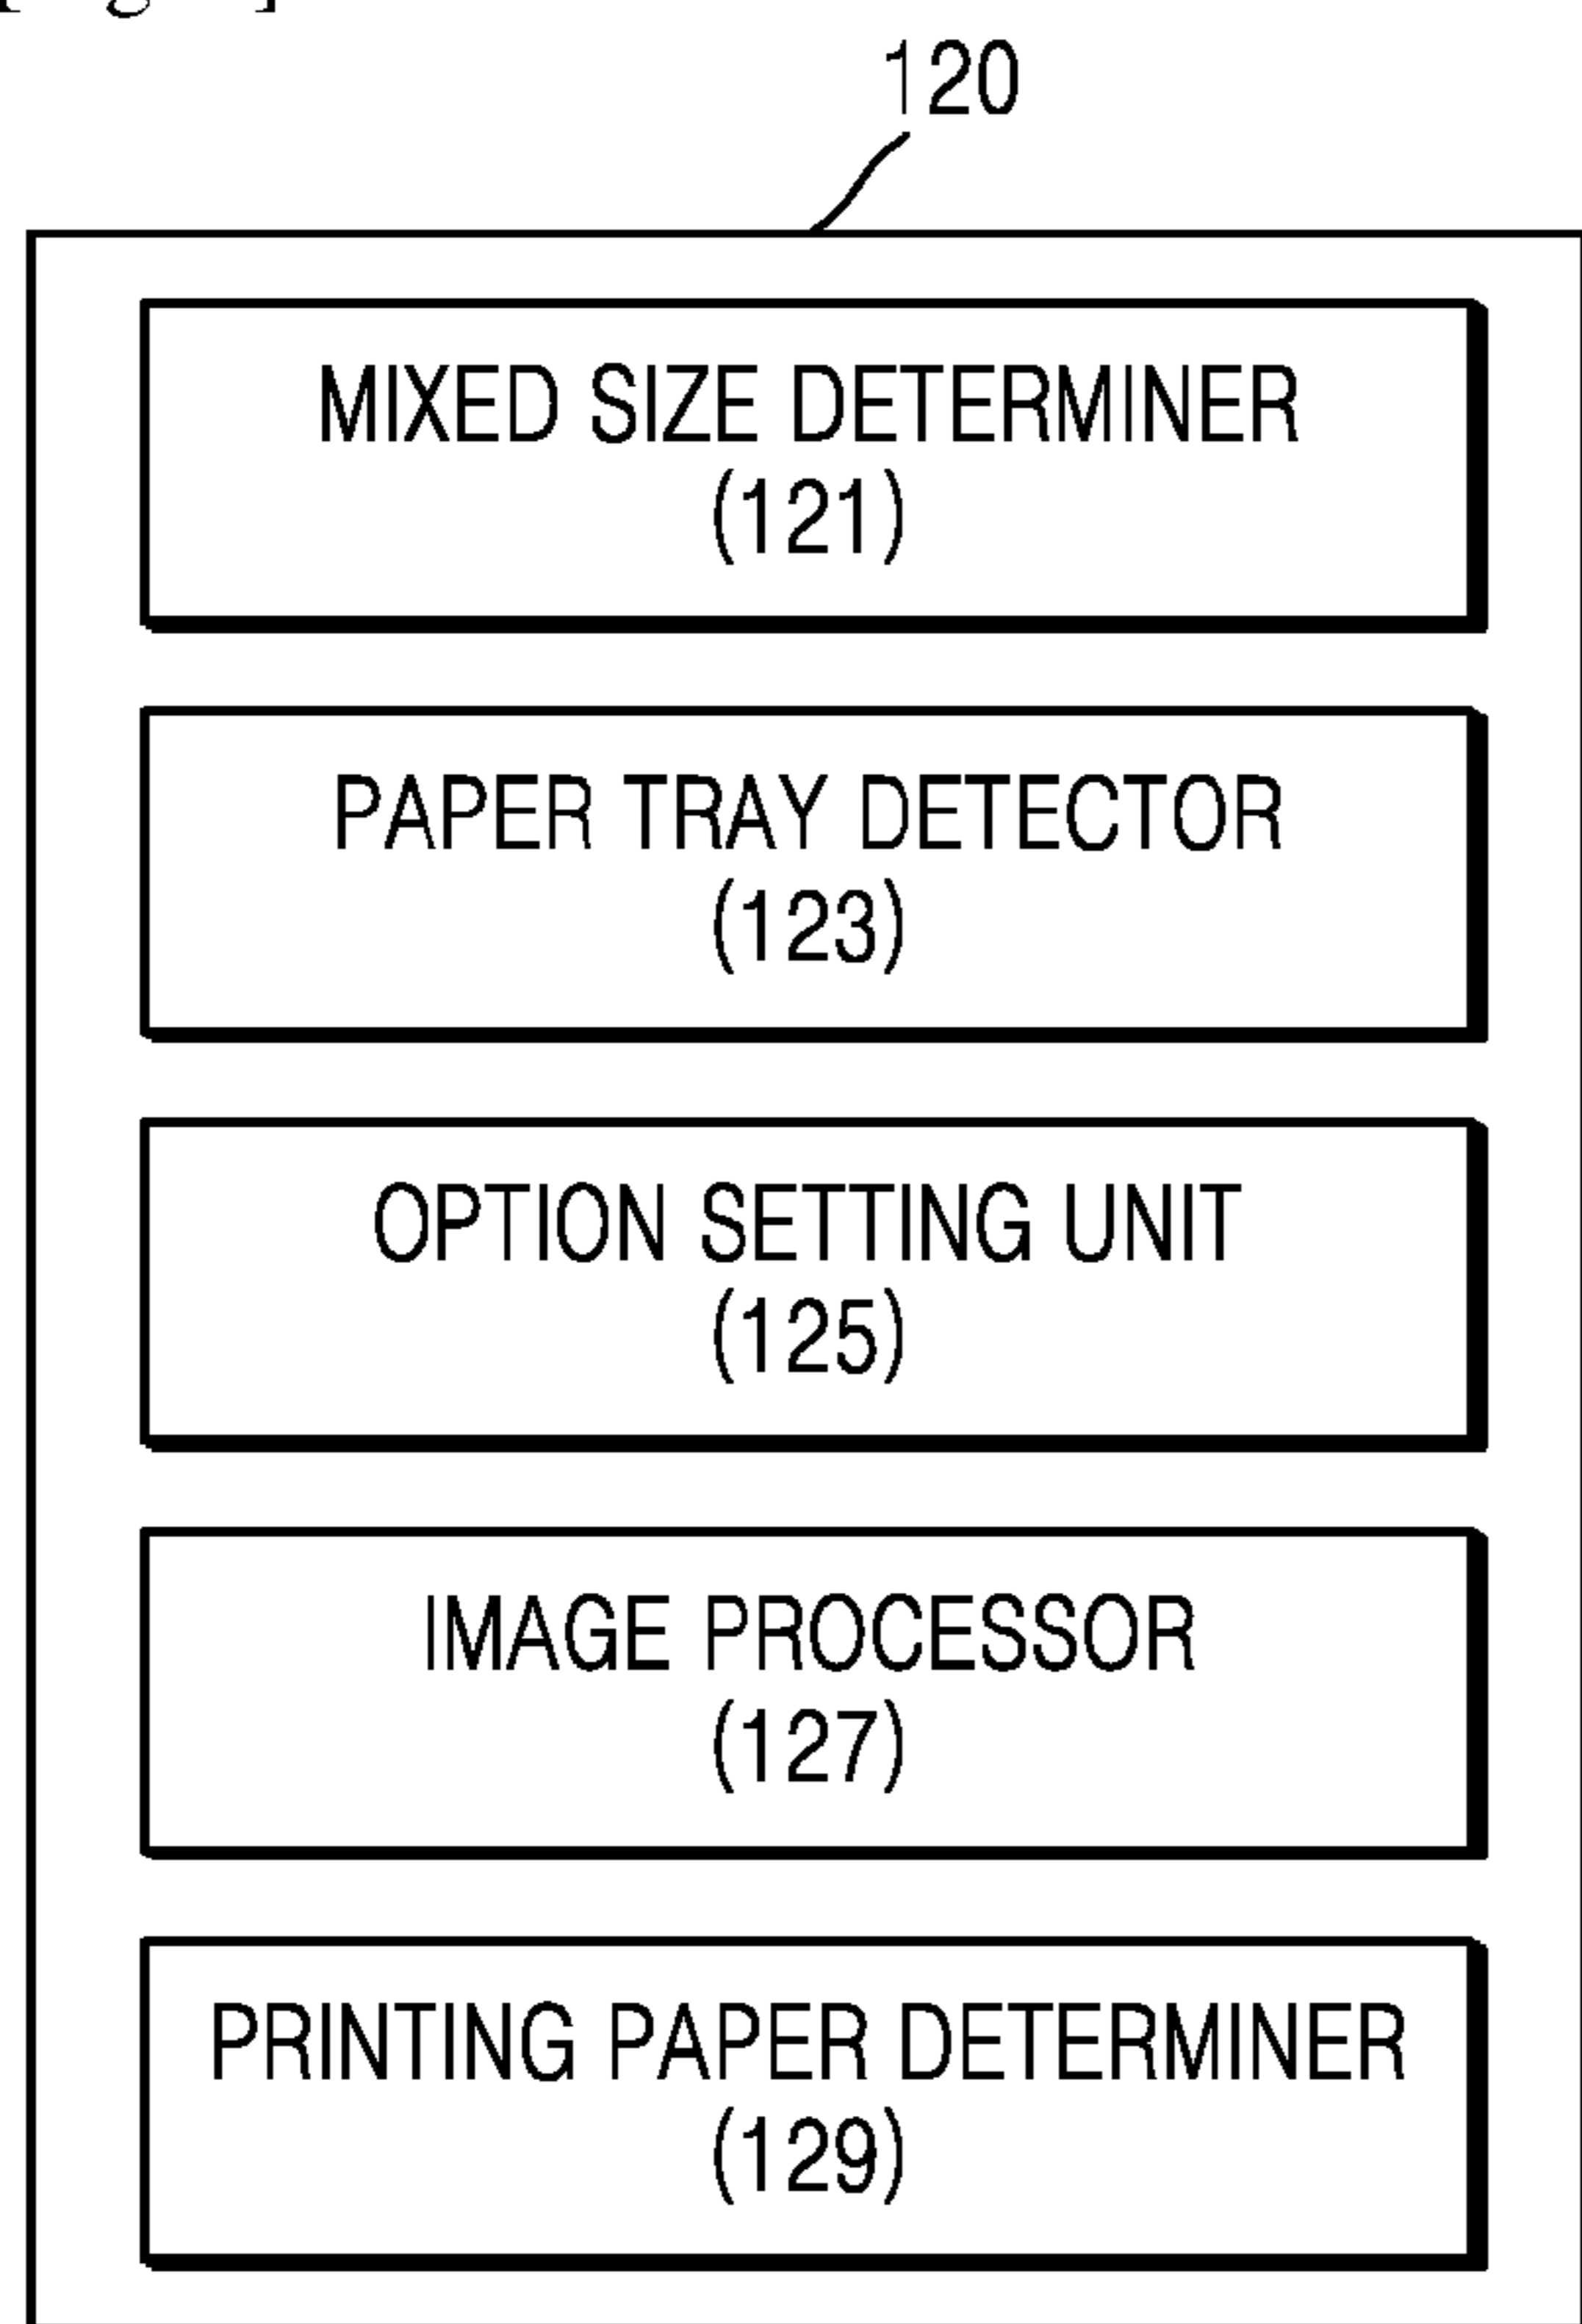 120
MIXED SIZE DETERMINER
(121)
PAPER TRAY DETECTOR
(123)
OPTION SETTING UNIT
(125)
IMAGE PROCESSOR
(127)
PRINTING PAPER DETERMINER
(129)